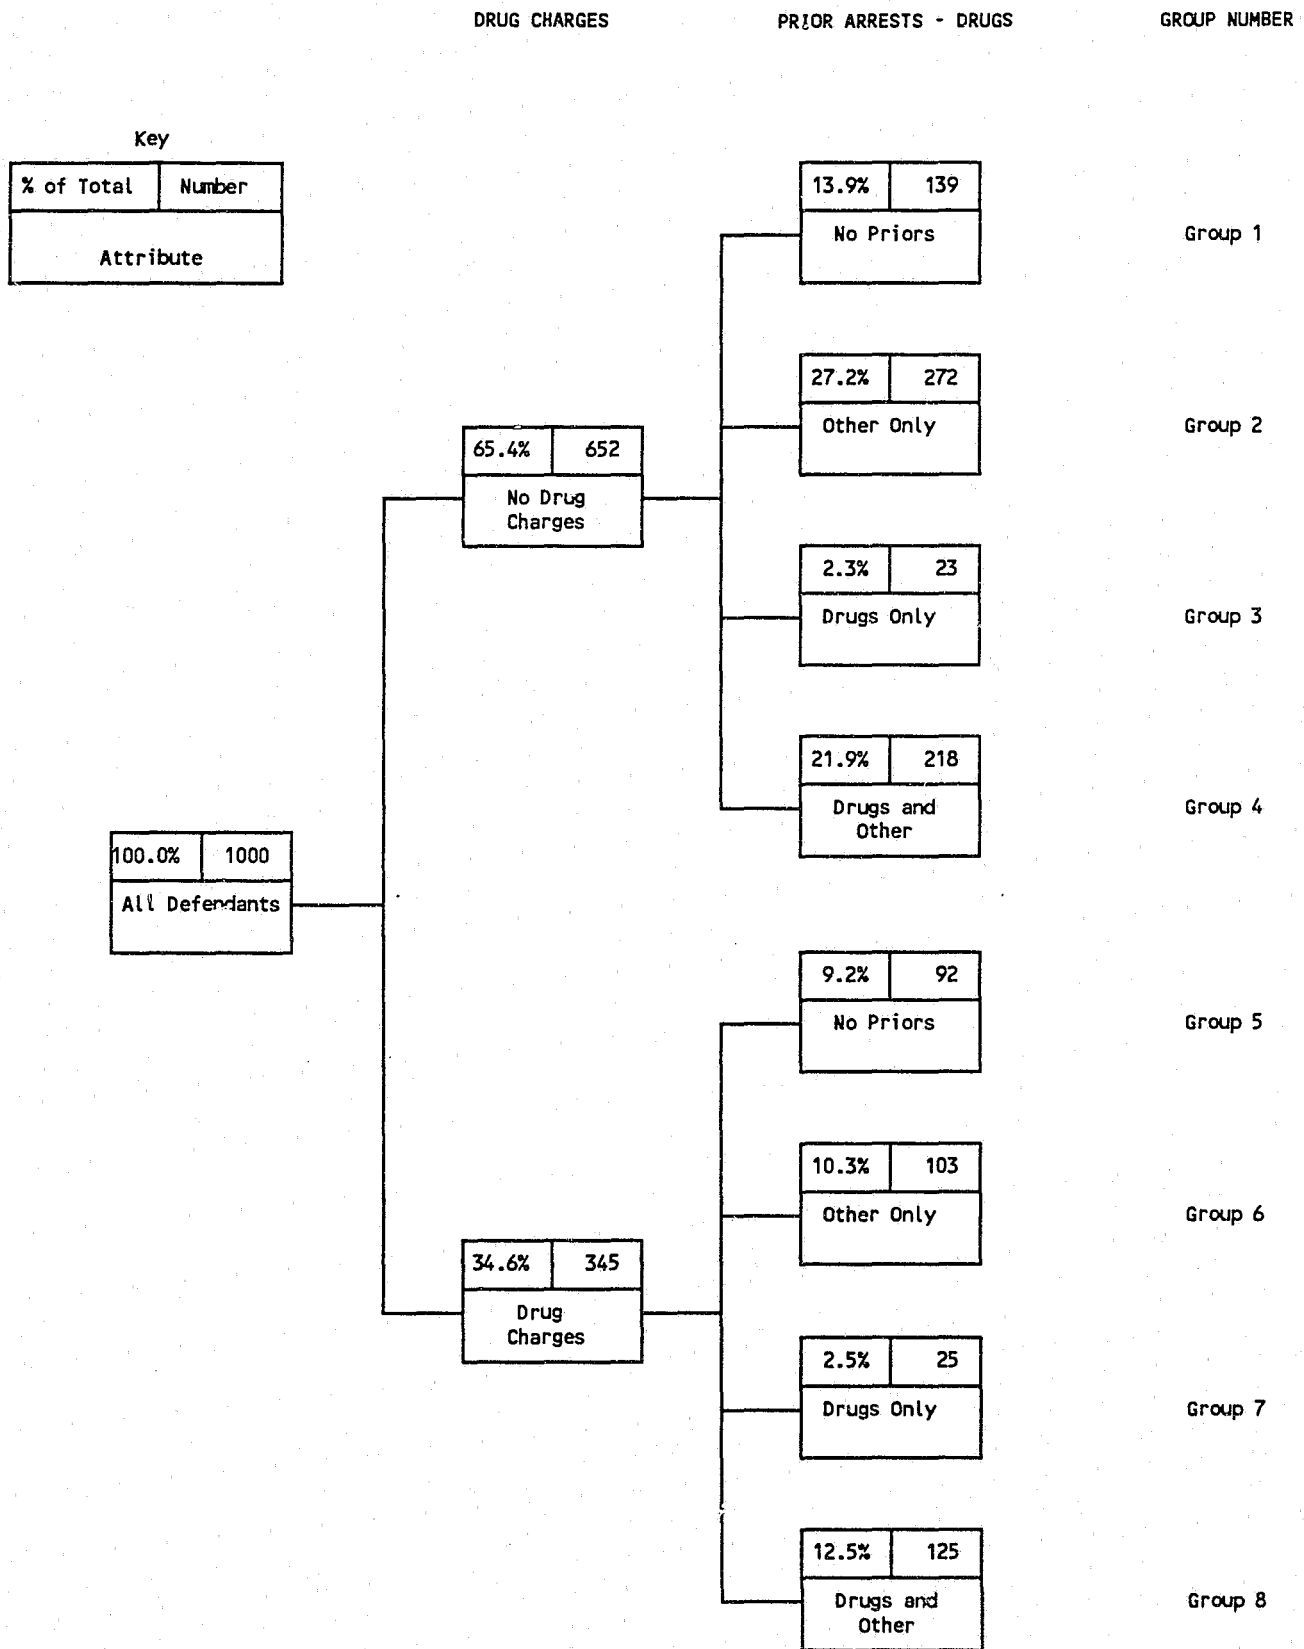 DRUG CHARGES PRIOR ARRESTS - DRUGS GROUP NUMBER
Key
% of Total Number
Attribute
13.9% 139
No Priors
Group 1
27.2% 272
Other Only
Group 2
65.4% 652
No Drug
Charges
2.3% 23
Drugs Only
Group 3
21.9% 218
Drugs and
Other
Group 4
100.0% 1000
All Defendants
9.2% 92
No Priors
Group 5
10.3% 103
Other Only
Group 6
34.6% 345
Drug
Charges
2.5% 25
Drugs Only
Group 7
12.5% 125
Drugs and
Other
Group 8